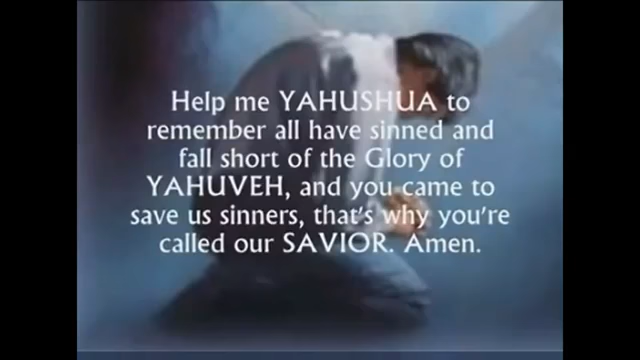 Help me YAHUSHUA to
remember all have sinned and
fall short of the Glory of
YAHUVEH, and you came to
save us sinners, that's why you're
called our SAVIOR. Amen.